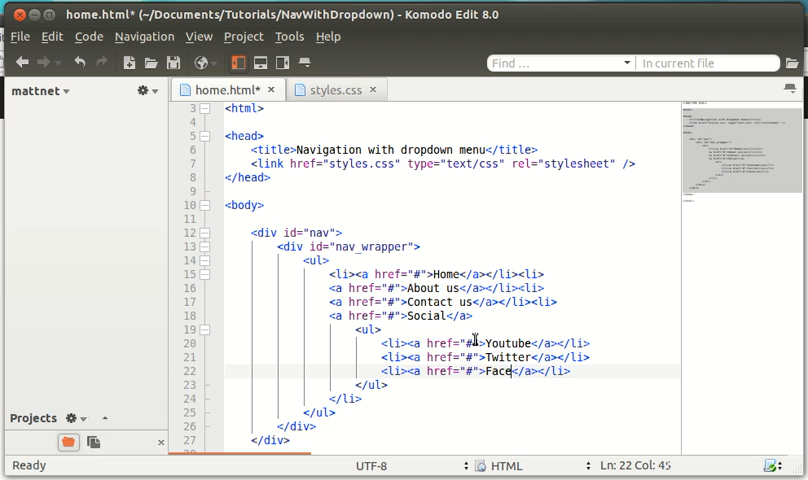 home.html* (~/Documents/Tutorials/NavWithDropdown) - Komodo Edit 8.0
File Edit Code Navigation View Project Tools Help
Find ... In current file
mattnet home.html* styles.css
3 <html>
4
5 <head>
6 <title>Navigation with dropdown menu</title>
7 <link href="styles.css" type="text/css" rel="stylesheet" />
8 </head>
9
10 <body>
11
12 <div id="nav">
13 <div id="nav_wrapper">
14 <ul>
15 <li><a href="#">Home</a></li><li>
16 <a href="#">About us</a></li><li>
17 <a href="#">Contact us</a></li><li>
18 <a href="#">Social</a>
19 <ul>
20 <li><a href="#">Youtube</a></li>
21 <li><a href="#">Twitter</a></li>
22 <li><a href="#">Face</a></li>
23 </ul>
24 </li>
25 </ul>
26 </div>
27 </div>
Projects
Ready UTF-8 HTML Ln: 22 Col: 45